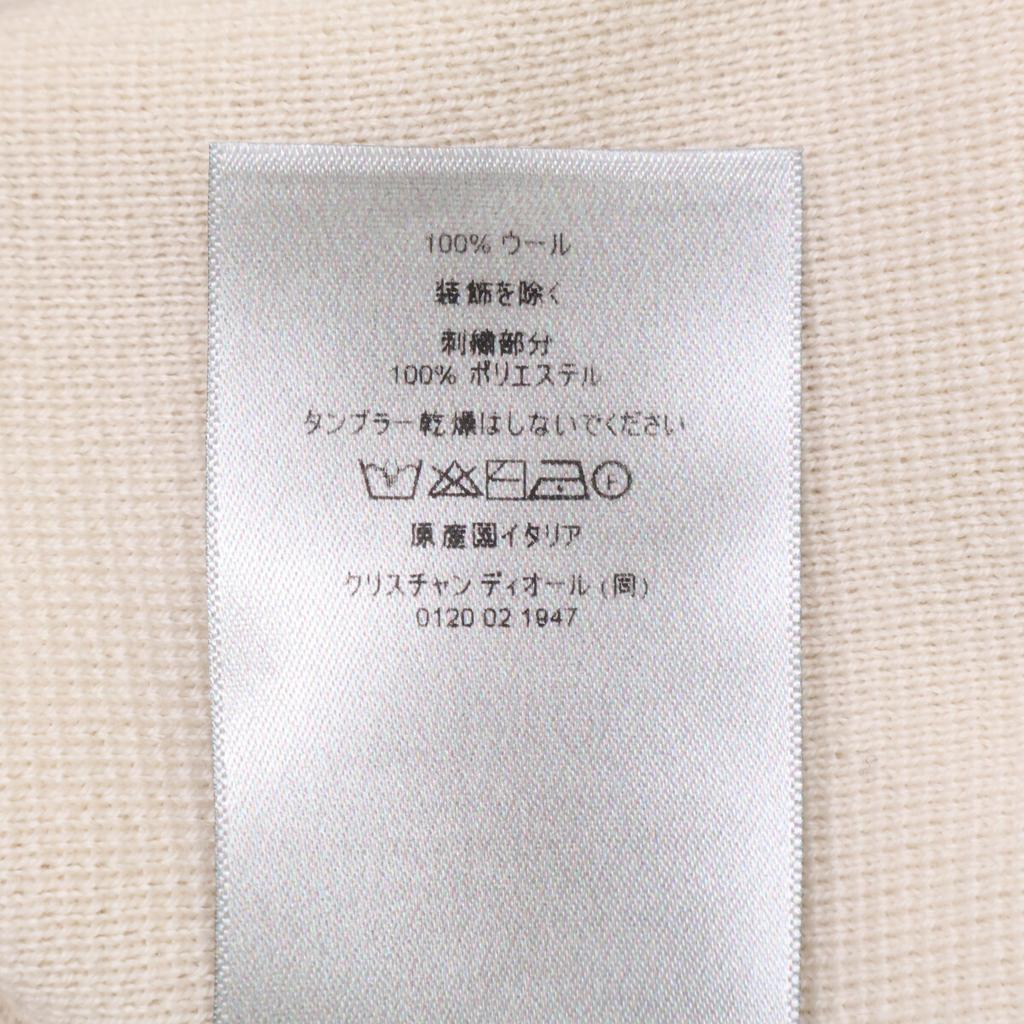 100% ウール
装飾を除く
刺繍部分
100% ポリエステル
タンブラー乾燥はしないでください
原産国イタリア
クリスチャン ディオール (同)
0120 02 1947